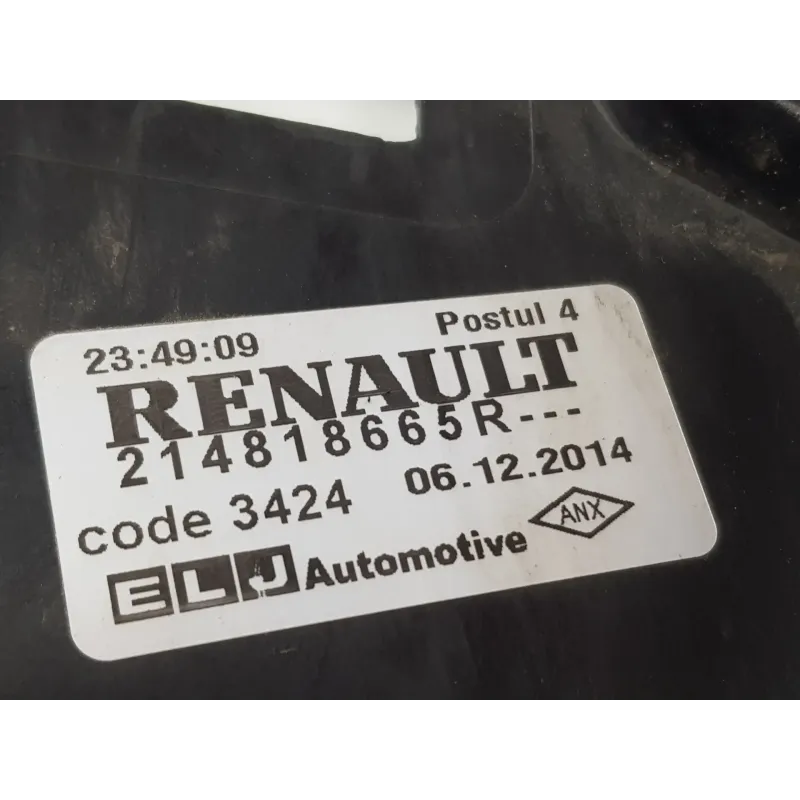 23:49:09 Postul 4
RENAULT
214818665R---
code 3424 06.12.2014
ELJ Automotive ANX